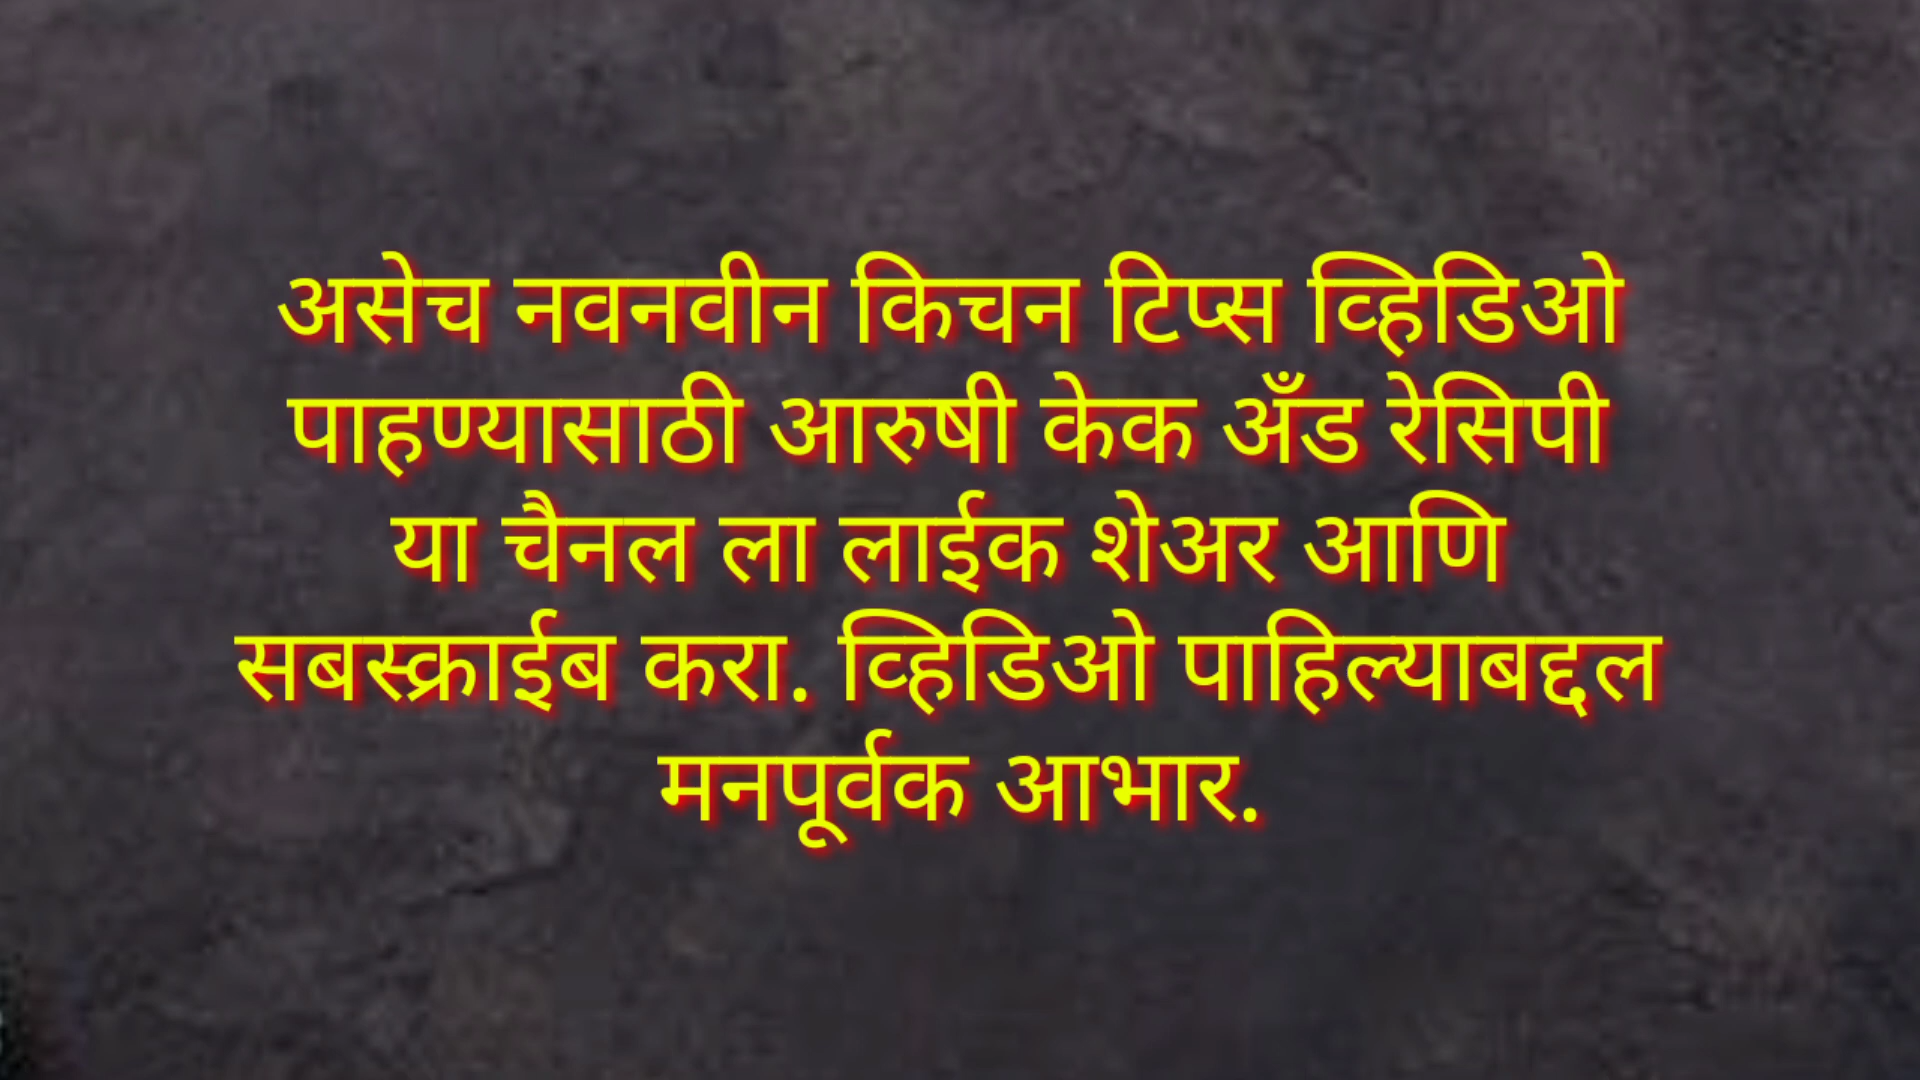 असेच नवनवीन किचन टिप्स व्हिडिओ
पाहण्यासाठी आरुषी केक अँड रेसिपी
या चैनल ला लाईक शेअर आणि
सबस्क्राईब करा. व्हिडिओ पाहिल्याबद्दल
मनपूर्वक आभार.